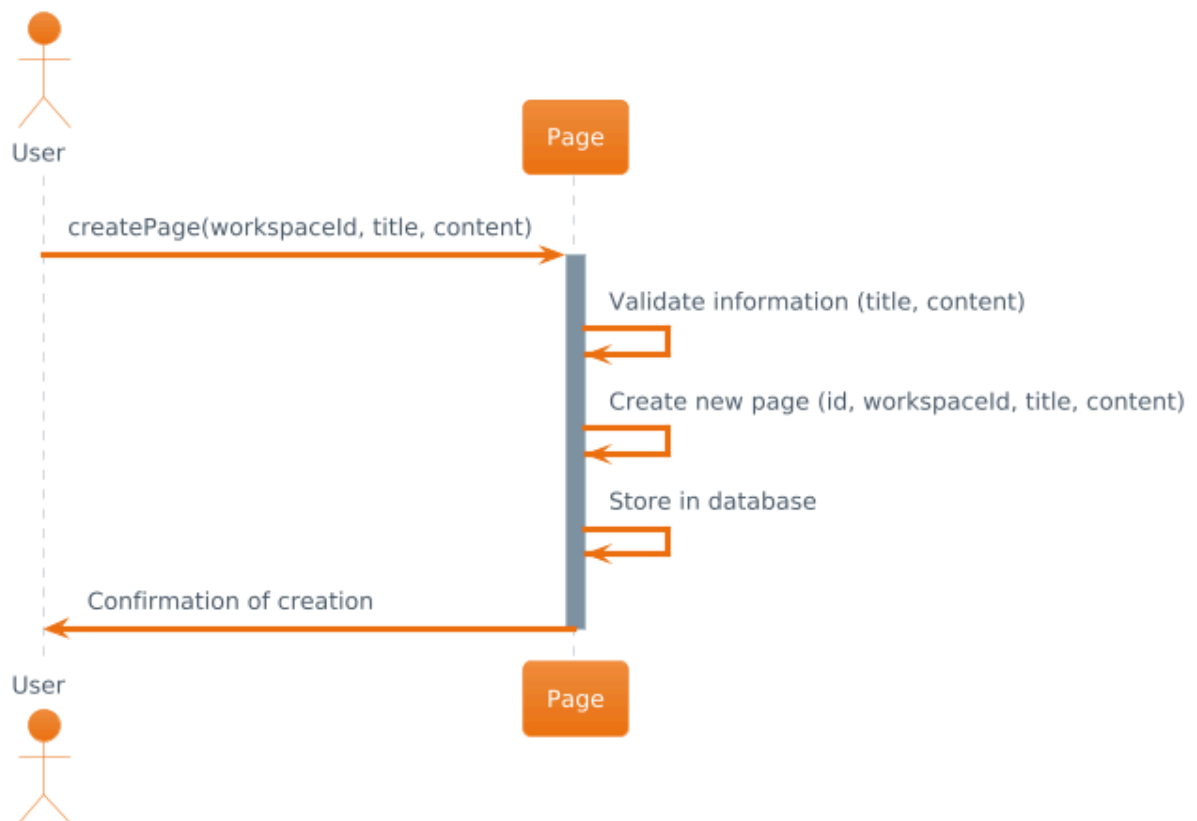 User
Page
createPage(workspaceId, title, content)
Validate information (title, content)
Create new page (id, workspaceId, title, content)
Store in database
Confirmation of creation
User
Page